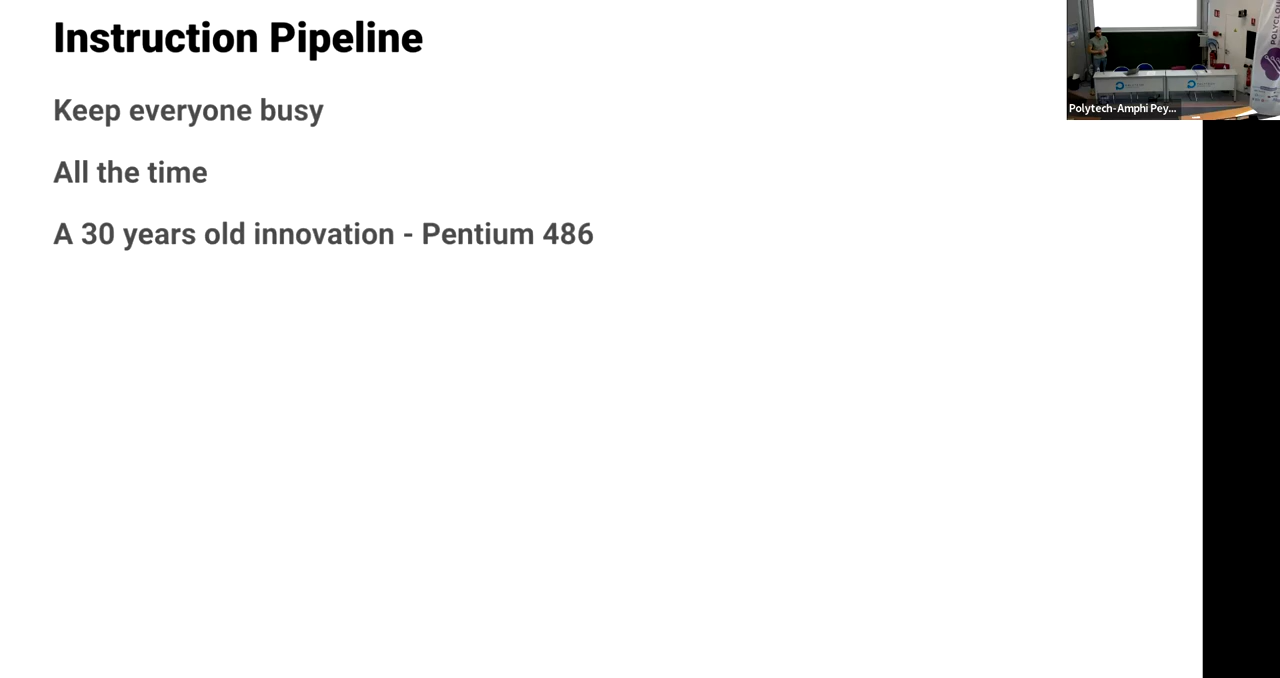 Instruction Pipeline
Keep everyone busy
All the time
A 30 years old innovation - Pentium 486
Polytech-Amphi Pey...